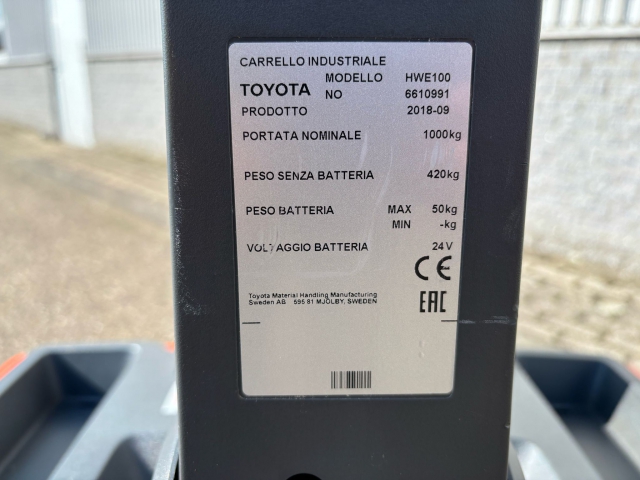 CARRELLO INDUSTRIALE
TOYOTA MODELLO HWE100
NO 6610991
PRODOTTO 2018-09
PORTATA NOMINALE 1000kg
PESO SENZA BATTERIA 420kg
PESO BATTERIA MAX 50kg
MIN -kg
VOLTAGGIO BATTERIA 24V
CE
Toyota Material Handling Manufacturing
Sweden AB 595 81 MJÖLBY, SWEDEN
EAC